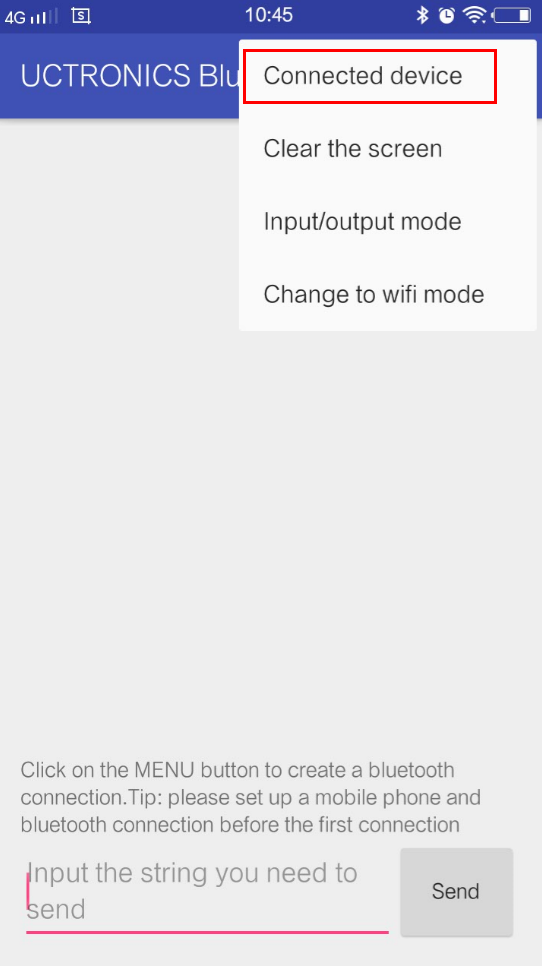 4G
S
10:45
UCTRONICS Blu
Connected device
Clear the screen
Input/output mode
Change to wifi mode
Click on the MENU button to create a bluetooth
connection.Tip: please set up a mobile phone and
bluetooth connection before the first connection
Input the string you need to
send
Send